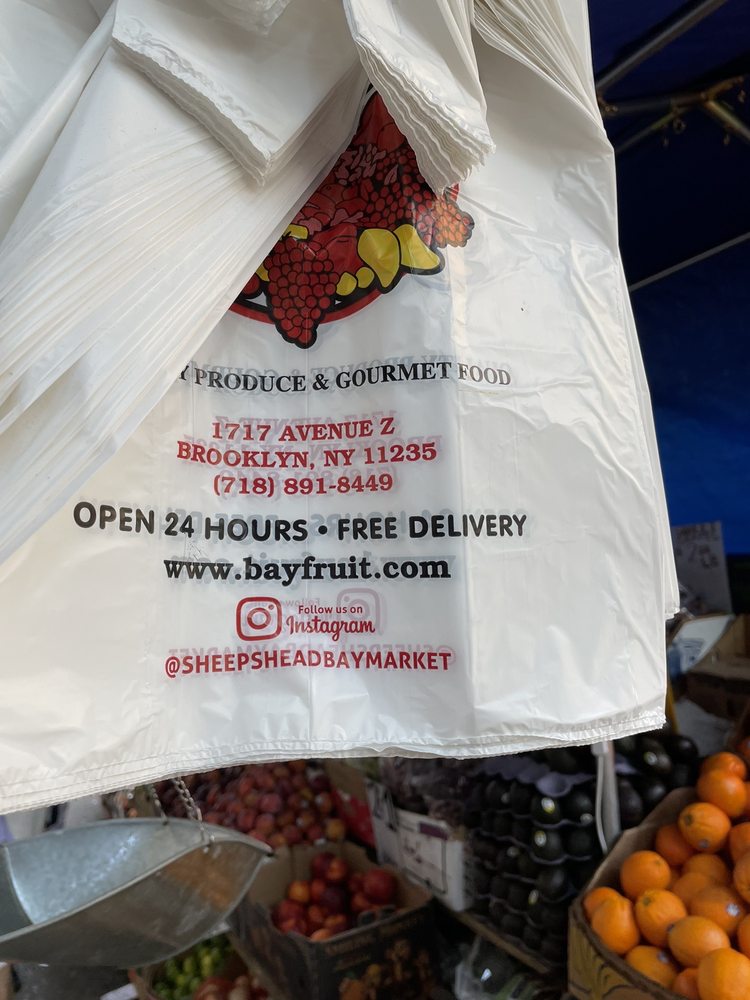 Y PRODUCE & GOURMET FOOD
1717 AVENUE Z
BROOKLYN, NY 11235
(718) 891-8449
OPEN 24 HOURS • FREE DELIVERY
www.bayfruit.com
Follow us on
Instagram
@SHEEPSHEADBAYMARKET